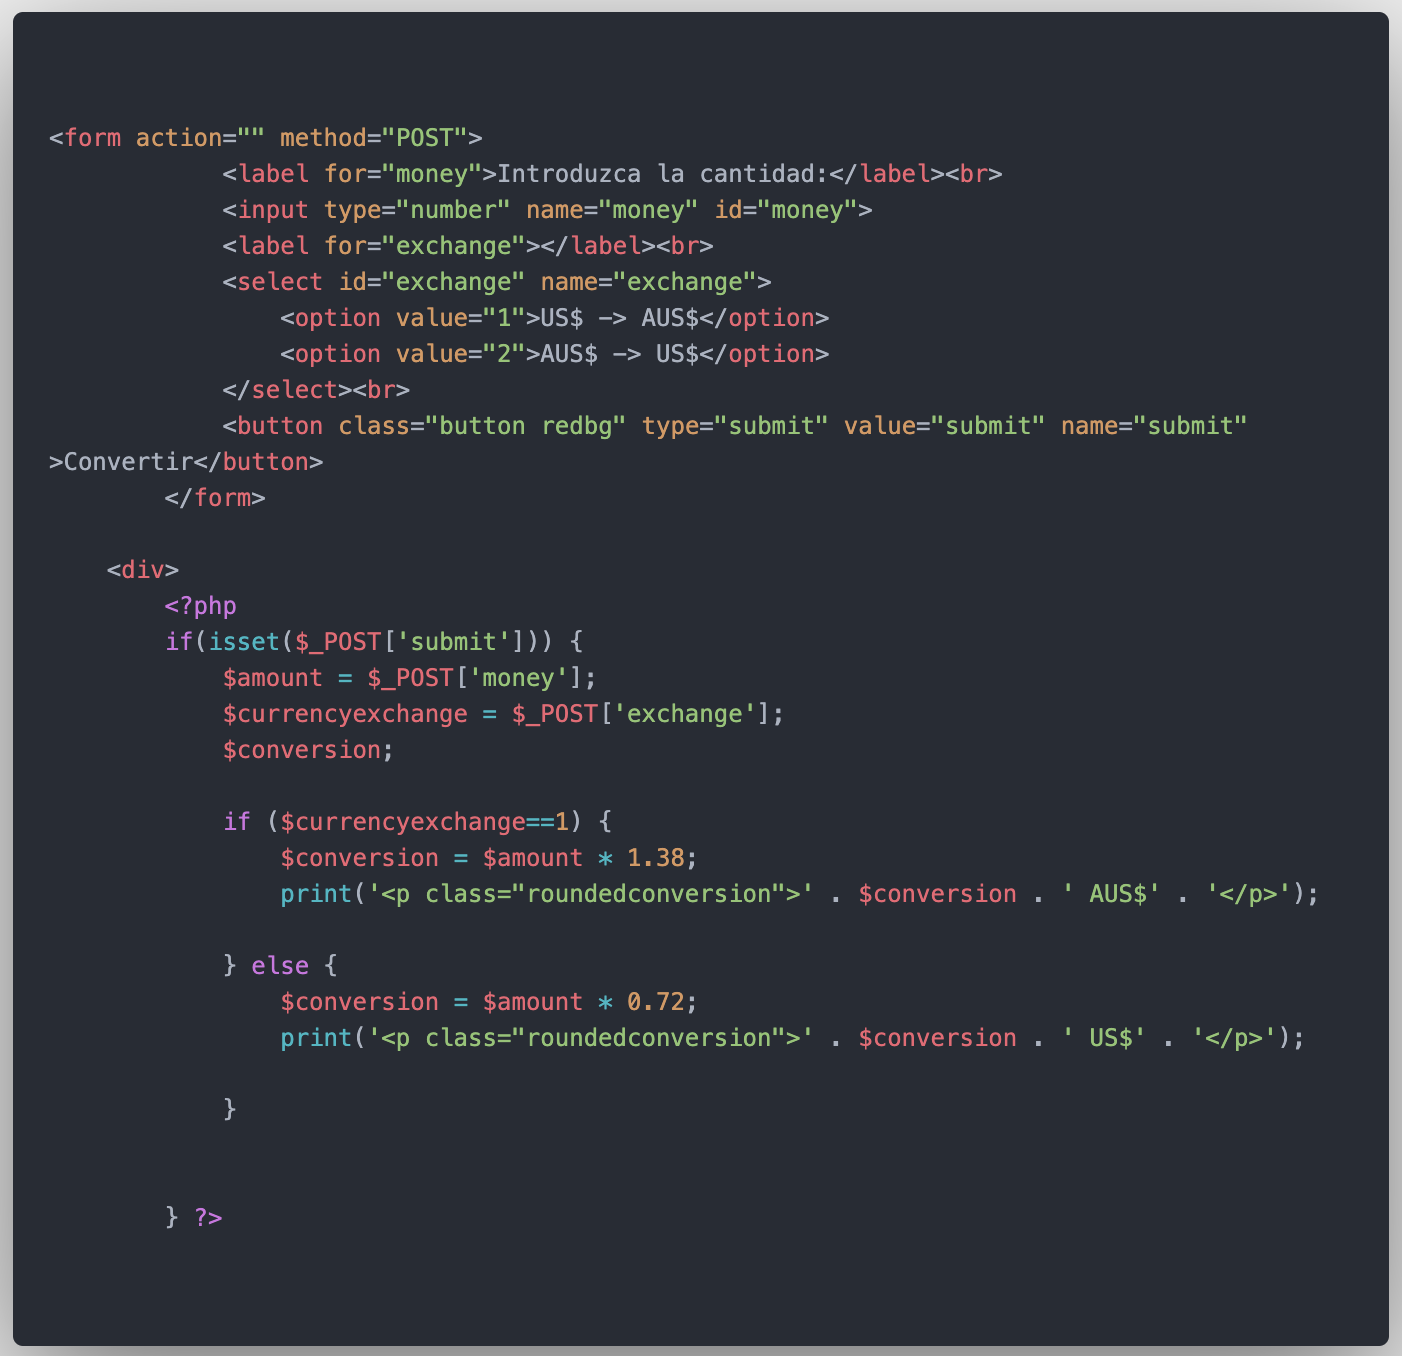 <form action="" method="POST">
            <label for="money">Introduzca la cantidad:</label><br>
            <input type="number" name="money" id="money">
            <label for="exchange"></label><br>
            <select id="exchange" name="exchange">
                <option value="1">US$ -> AUS$</option>
                <option value="2">AUS$ -> US$</option>
            </select><br>
            <button class="button redbg" type="submit" value="submit" name="submit"
>Convertir</button>
        </form>

    <div>
        <?php
        if(isset($_POST['submit'])) {
            $amount = $_POST['money'];
            $currencyexchange = $_POST['exchange'];
            $conversion;

            if ($currencyexchange==1) {
                $conversion = $amount * 1.38;
                print('<p class="roundedconversion">' . $conversion . ' AUS$' . '</p>');

            } else {
                $conversion = $amount * 0.72;
                print('<p class="roundedconversion">' . $conversion . ' US$' . '</p>');

            }


        } ?>